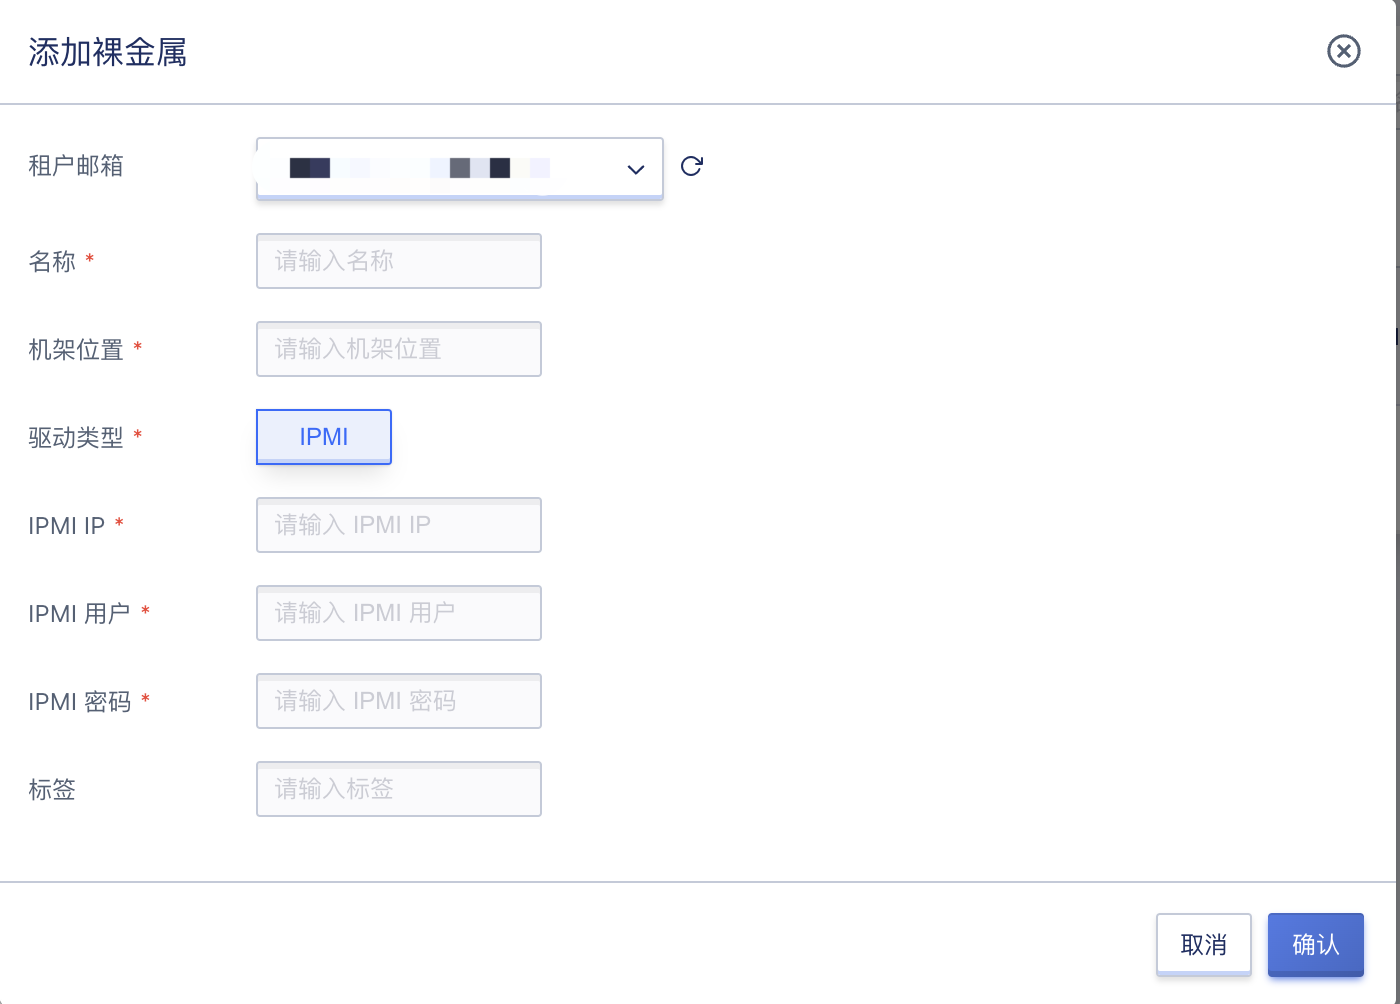 添加裸金属
租户邮箱
名称 *
请输入名称
机架位置 *
请输入机架位置
驱动类型 *
IPMI
IPMI IP *
请输入 IPMI IP
IPMI 用户 *
请输入 IPMI 用户
IPMI 密码 *
请输入 IPMI 密码
标签
请输入标签
取消
确认